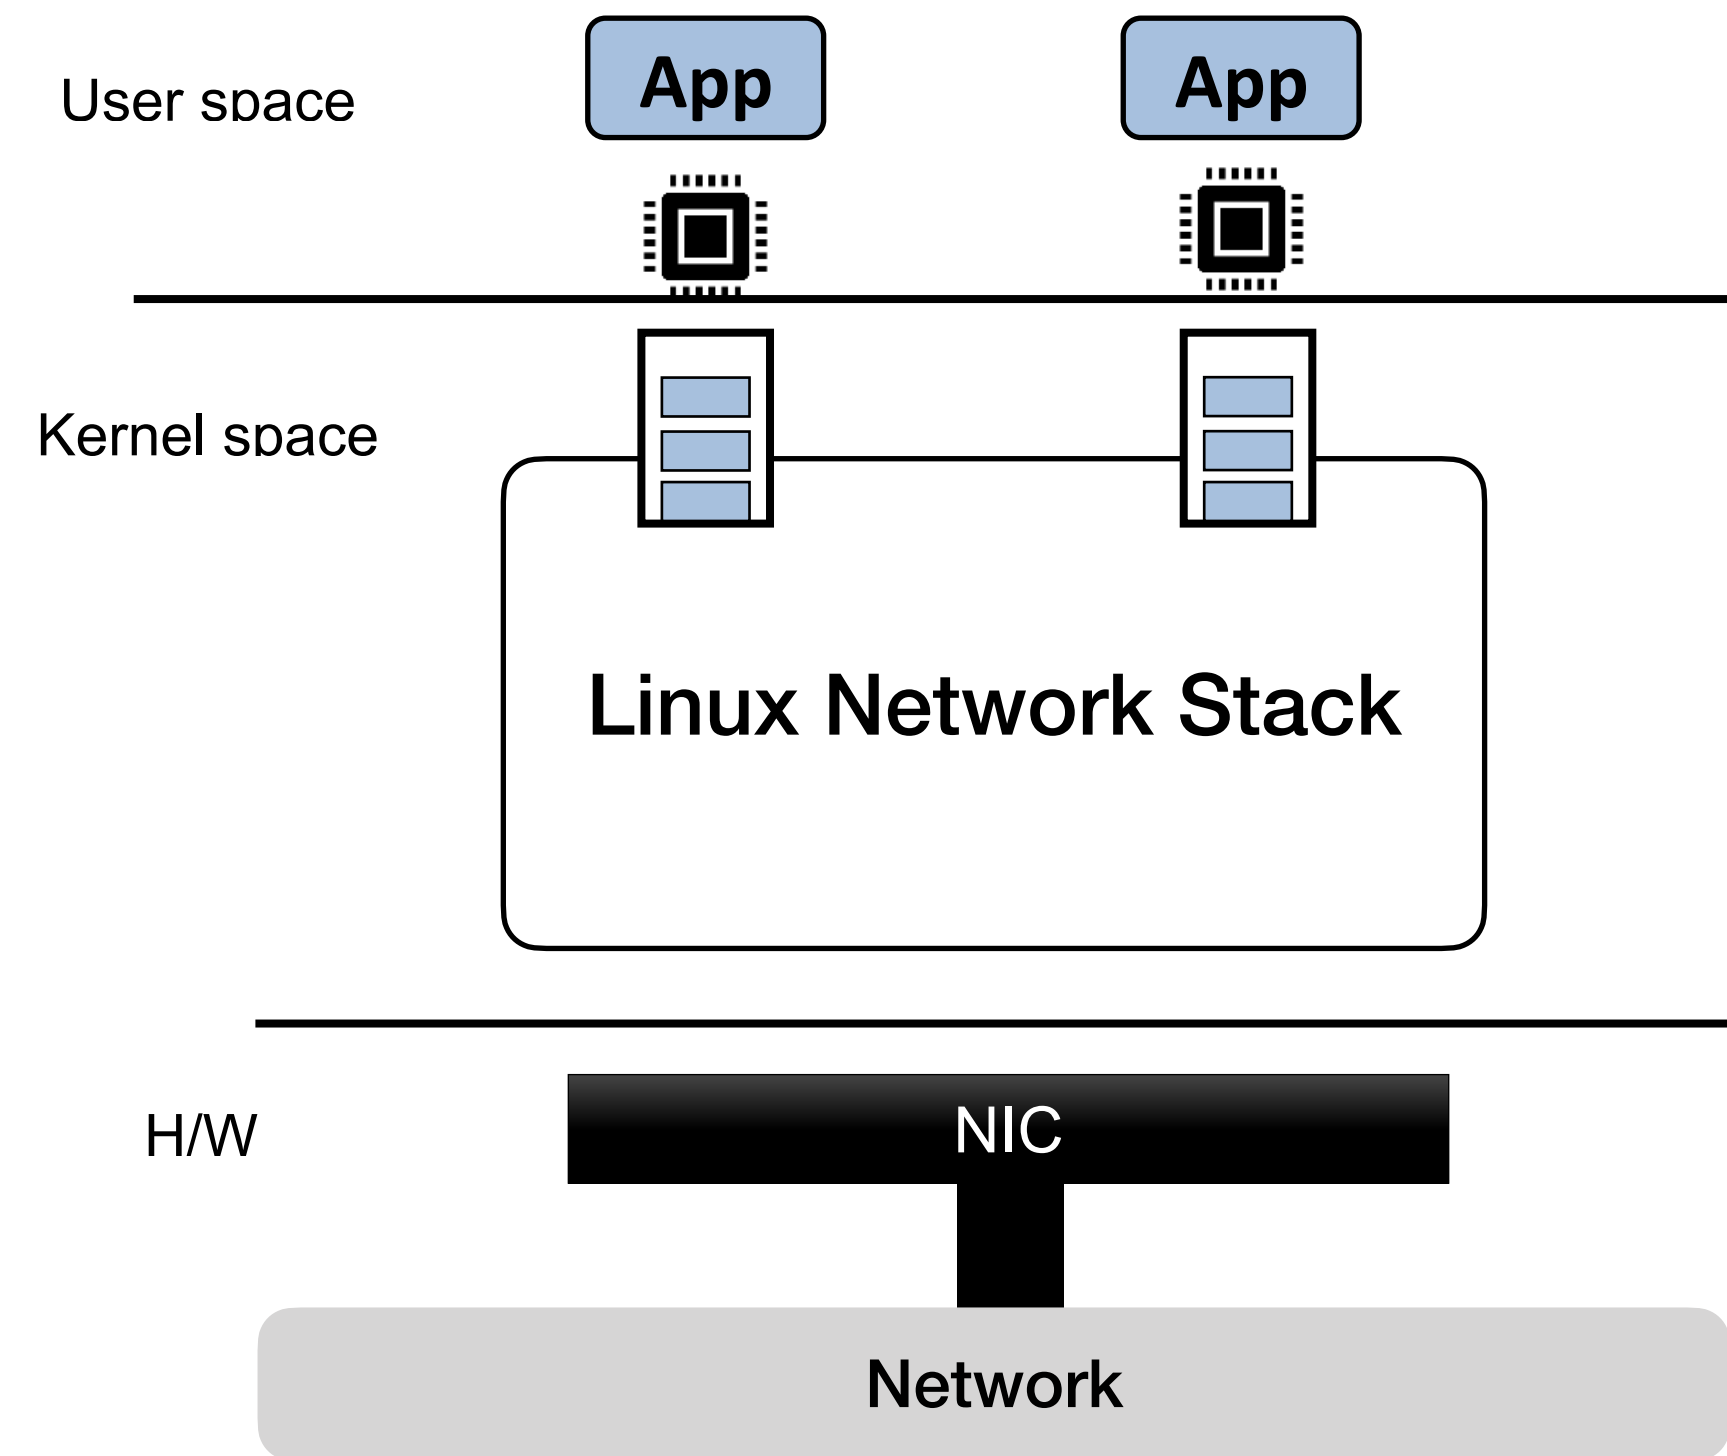 User space
App
App
Kernel space
Linux Network Stack
H/W
NIC
Network